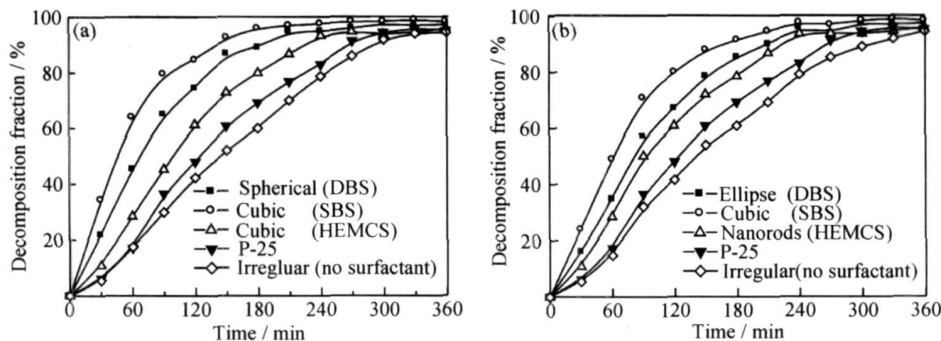 (a)
Decomposition fraction / %
100
80
60
40
20
Spherical (DBS)
Cubic (SBS)
Cubic (HEMCS)
P-25
Irregluar (no surfactant)
0 60 120 180 240 300 360
Time / min
(b)
Decomposition fraction / %
100
80
60
40
20
Ellipse (DBS)
Cubic (SBS)
Nanorods (HEMCS)
P-25
Irregular(no surfactant)
0 60 120 180 240 300 360
Time / min